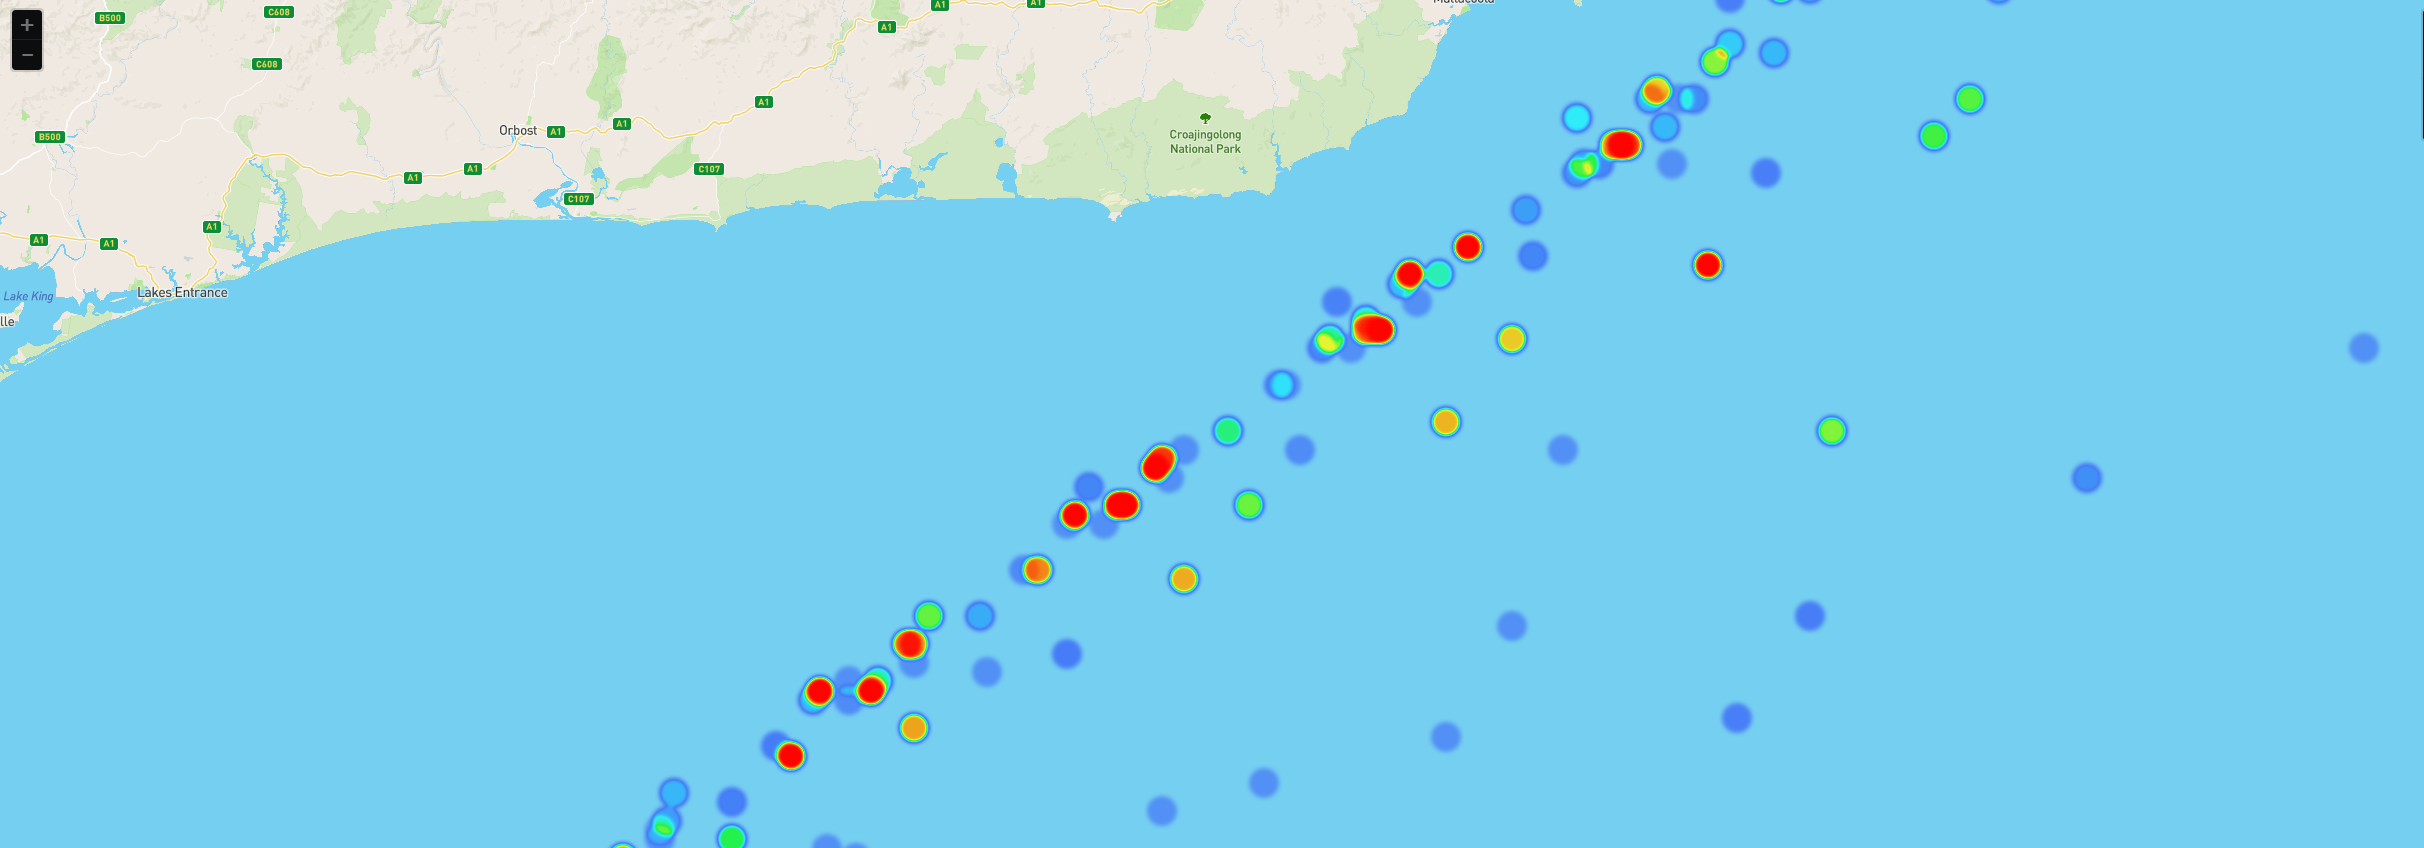 +
−
B500
C608
A1
A1
Mallacoota
A1
C608
A1
B500
Orbost
A1
A1
Croajingolong
National Park
A1
A1
C107
C107
A1
A1
A1
Lake King
Lakes Entrance
lle